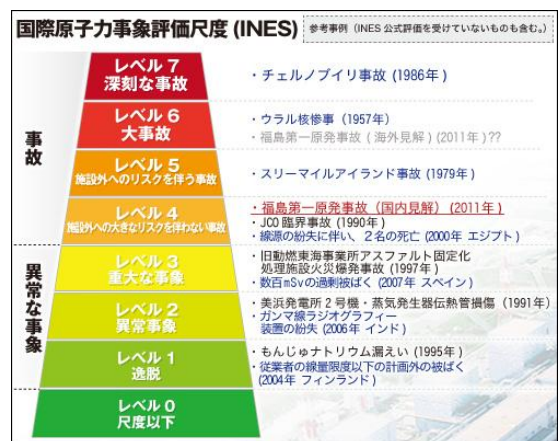 国際原子力事象評価尺度 (INES)
参考事例（INES 公式評価を受けていないものも含む。）
事故
レベル 7
深刻な事故
・チェルノブイリ事故 (1986年)
レベル 6
大事故
・ウラル核惨事（1957年）
・福島第一原発事故 ( 海外見解 ) (2011年)??
レベル 5
施設外へのリスクを伴う事故
・スリーマイルアイランド事故 (1979年)
レベル 4
施設外への大きなリスクを伴わない事故
・福島第一原発事故（国内見解）(2011年)
・JCO 臨界事故 (1990年)
・線源の紛失に伴い、2名の死亡 (2000年 エジプト)
異常な事象
レベル 3
重大な事象
・旧動燃東海事業所アスファルト固定化
処理施設火災爆発事故 (1997年)
・数百mSvの過剰被ばく (2007年 スペイン)
レベル 2
異常事象
・美浜発電所2号機・蒸気発生器伝熱管損傷（1991年）
・ガンマ線ラジオグラフィー
装置の紛失 (2006年 インド)
レベル 1
逸脱
・もんじゅナトリウム漏えい (1995年)
・従業者の線量限度以下の計画外の被ばく
(2004年 フィンランド)
レベル 0
尺度以下